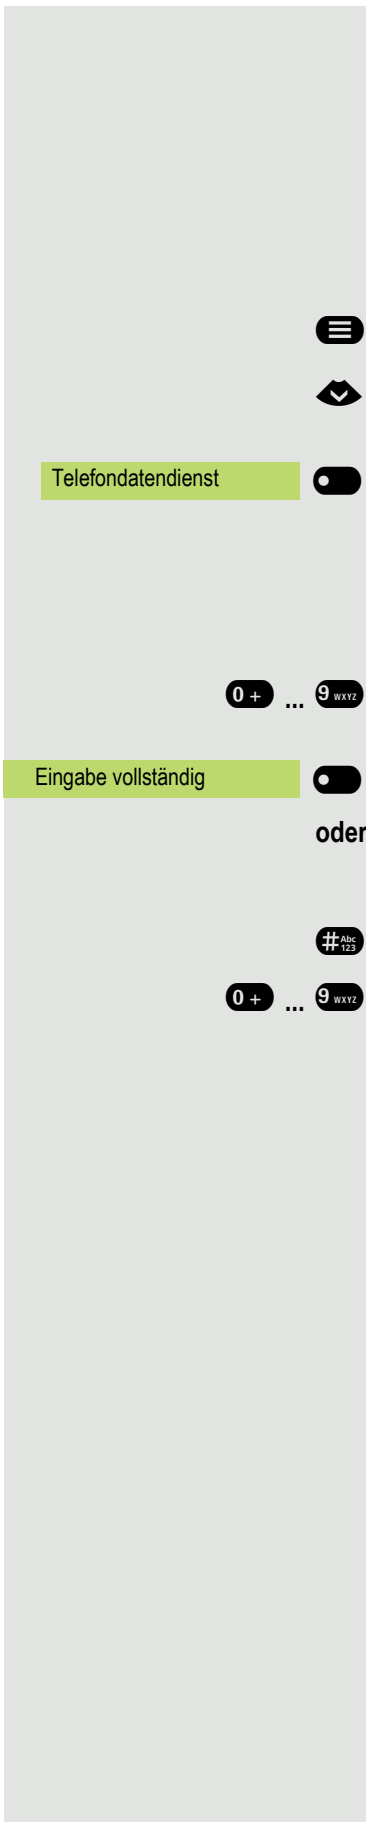 Telefondatendienst
0 + ... 9 WXYZ
Eingabe vollständig
oder
# Abc 123
0 + ... 9 WXYZ